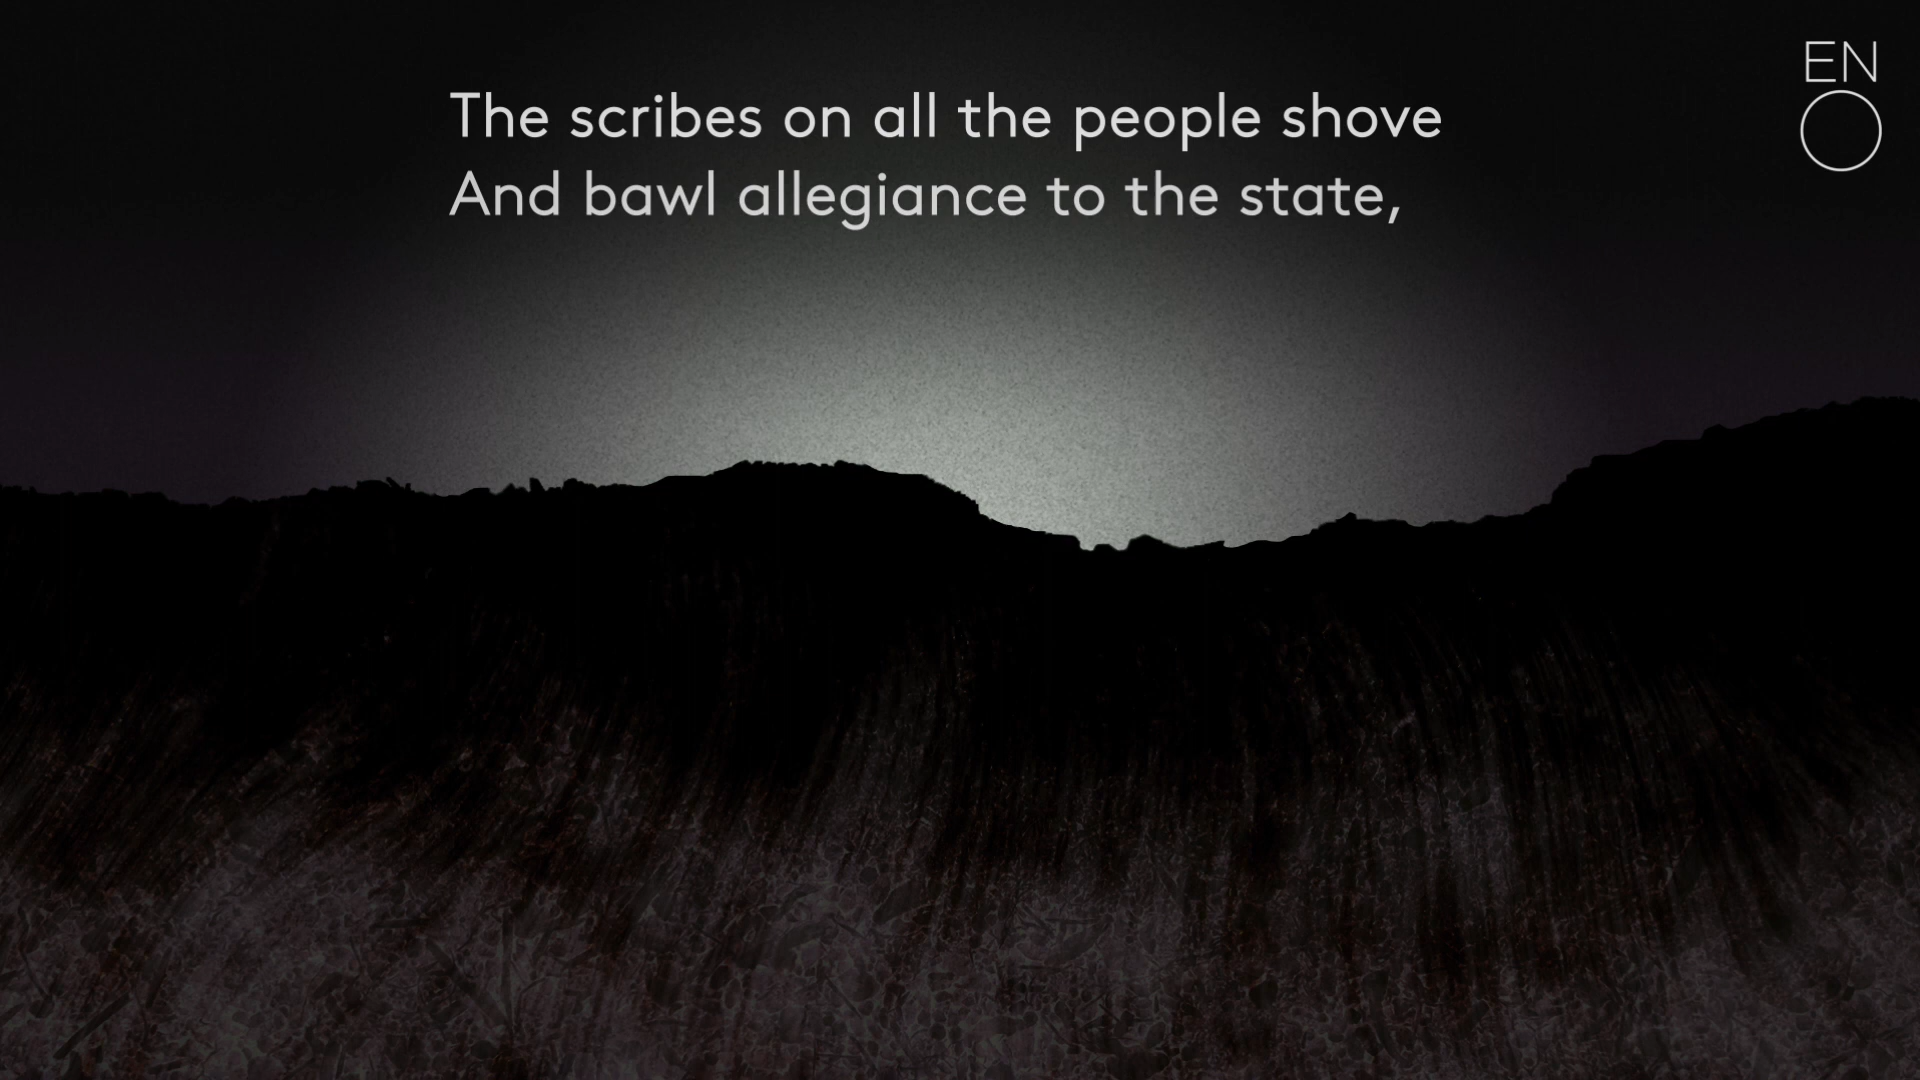 The scribes on all the people shove
And bawl allegiance to the state,
EN
O